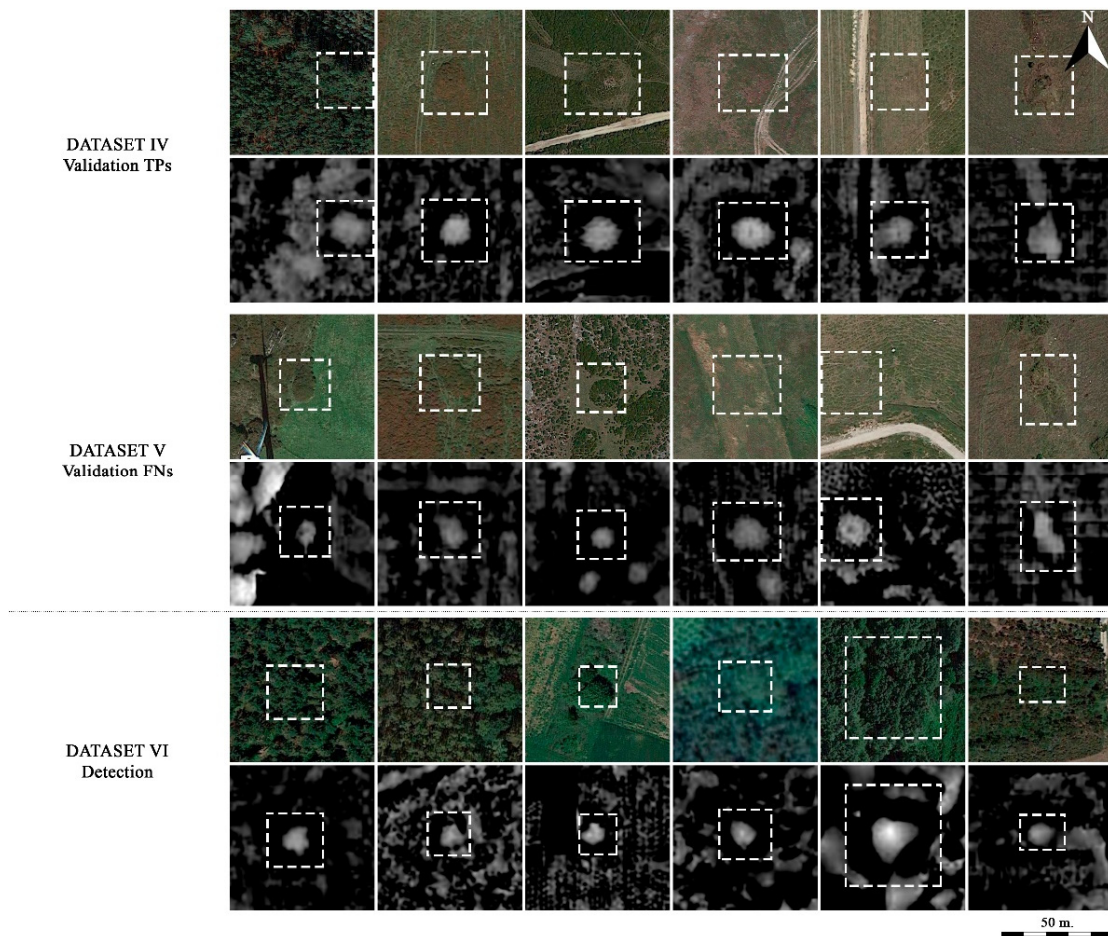 N
DATASET IV
Validation TPs
DATASET V
Validation FNs
DATASET VI
Detection
50 m.